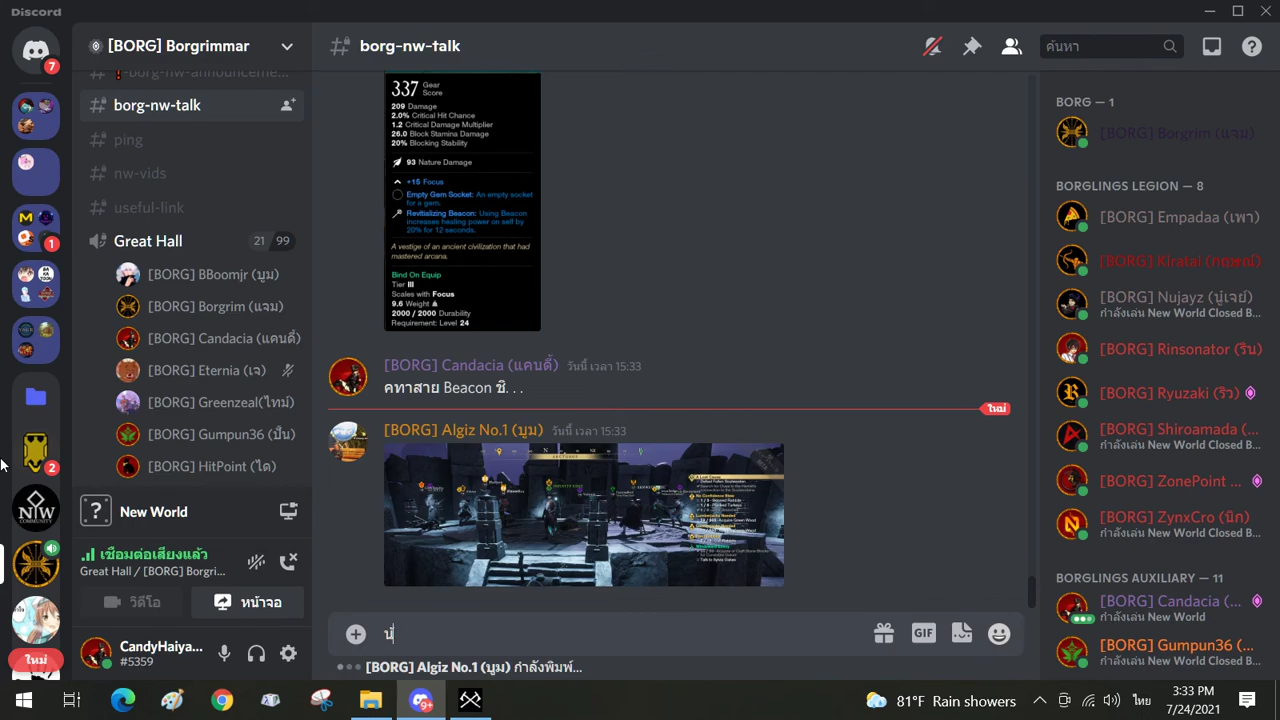 Discord
[BORG] Borgrimmar
borg-nw-talk
ค้นหา
7
1
2
ใหม่
borg-nw-announceme...
borg-nw-talk
ping
nw-vids
useful-link
Great Hall
21
99
[BORG] BBoomjr (บูม)
[BORG] Borgrim (แจม)
[BORG] Candacia (แคนดี้)
[BORG] Eternia (เจ)
[BORG] Greenzeal(ไทม์)
[BORG] Gumpun36 (ปั้น)
[BORG] HitPoint (ได)
New World
เชื่อมต่อเสียงแล้ว
Great Hall / [BORG] Borgri...
วิดีโอ
หน้าจอ
CandyHaiya...
#5359
337 Gear
Score
209 Damage
2.0% Critical Hit Chance
1.2 Critical Damage Multiplier
26.0 Block Stamina Damage
20% Blocking Stability
93 Nature Damage
+15 Focus
Empty Gem Socket: An empty socket
for a gem.
Revitalizing Beacon: Using Beacon
increases healing power on self by
20% for 12 seconds.
A vestige of an ancient civilization that had
mastered arcana.
Bind On Equip
Tier III
Scales with Focus
9.6 Weight
2000 / 2000 Durability
Requirement: Level 24
[BORG] Candacia (แคนดี้) วันนี้ เวลา 15:33
คทาสาย Beacon ชิ. . .
ใหม่
[BORG] Algiz No.1 (บูม) วันนี้ เวลา 15:33
นู่
GIF
[BORG] Algiz No.1 (บูม) กำลังพิมพ์...
BORG — 1
[BORG] Borgrim (แจม)
BORGLINGS LEGION —
[BORG] Endulaa (เพา)
[BORG] Kiratai (กฤษณ์)
[BORG] Nujayz (นู๋เจย์)
กำลังเล่น New World Closed B...
[BORG] Rinsonator (ริน)
[BORG] Ryuzaki (ริว)
[BORG] Shiroamada (...
กำลังเล่น New World Closed B...
[BORG] ZonePoint ...
[BORG] ZynxCro (นิก)
กำลังเล่น New World Closed B...
BORGLINGS AUXILIARY — 11
[BORG] Candacia (...
กำลังเล่น New World
[BORG] Gumpun36 (...
กำลังเล่น New World Closed B...
9+
81°F Rain showers
ไทย
3:33 PM
7/24/2021